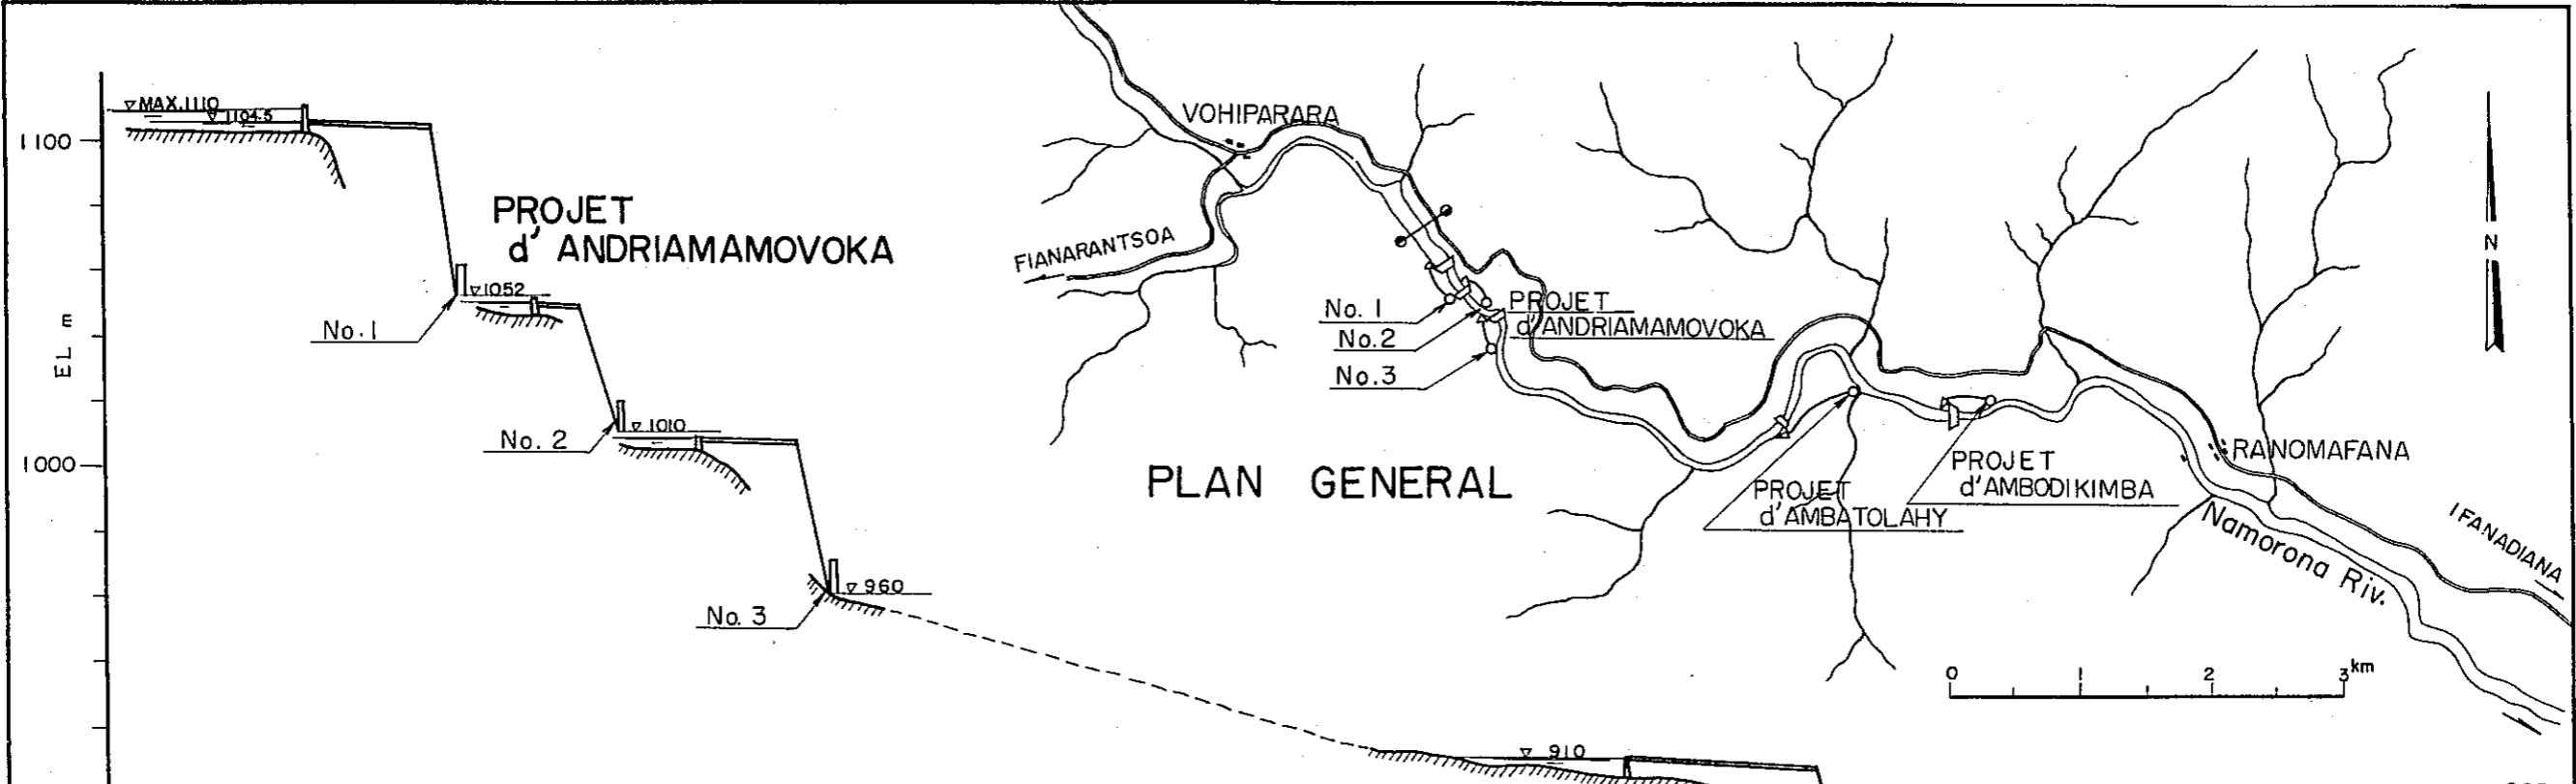 MAX.1110
1104.5
1100
PROJET
d'ANDRIAMAMOVOKA
1052
No.1
EL m
No. 2
1010
1000
No. 3
960
910
VOHIPARARA
FIANARANTSOA
No. 1
No.2
No.3
PROJET
d'ANDRIAMAMOVOKA
N
PLAN GENERAL
PROJET
d'AMBATOLAHY
PROJET
d'AMBODIKIMBA
RANOMAFANA
Namorona Riv.
IFANADIANA
0 1 2 3 km